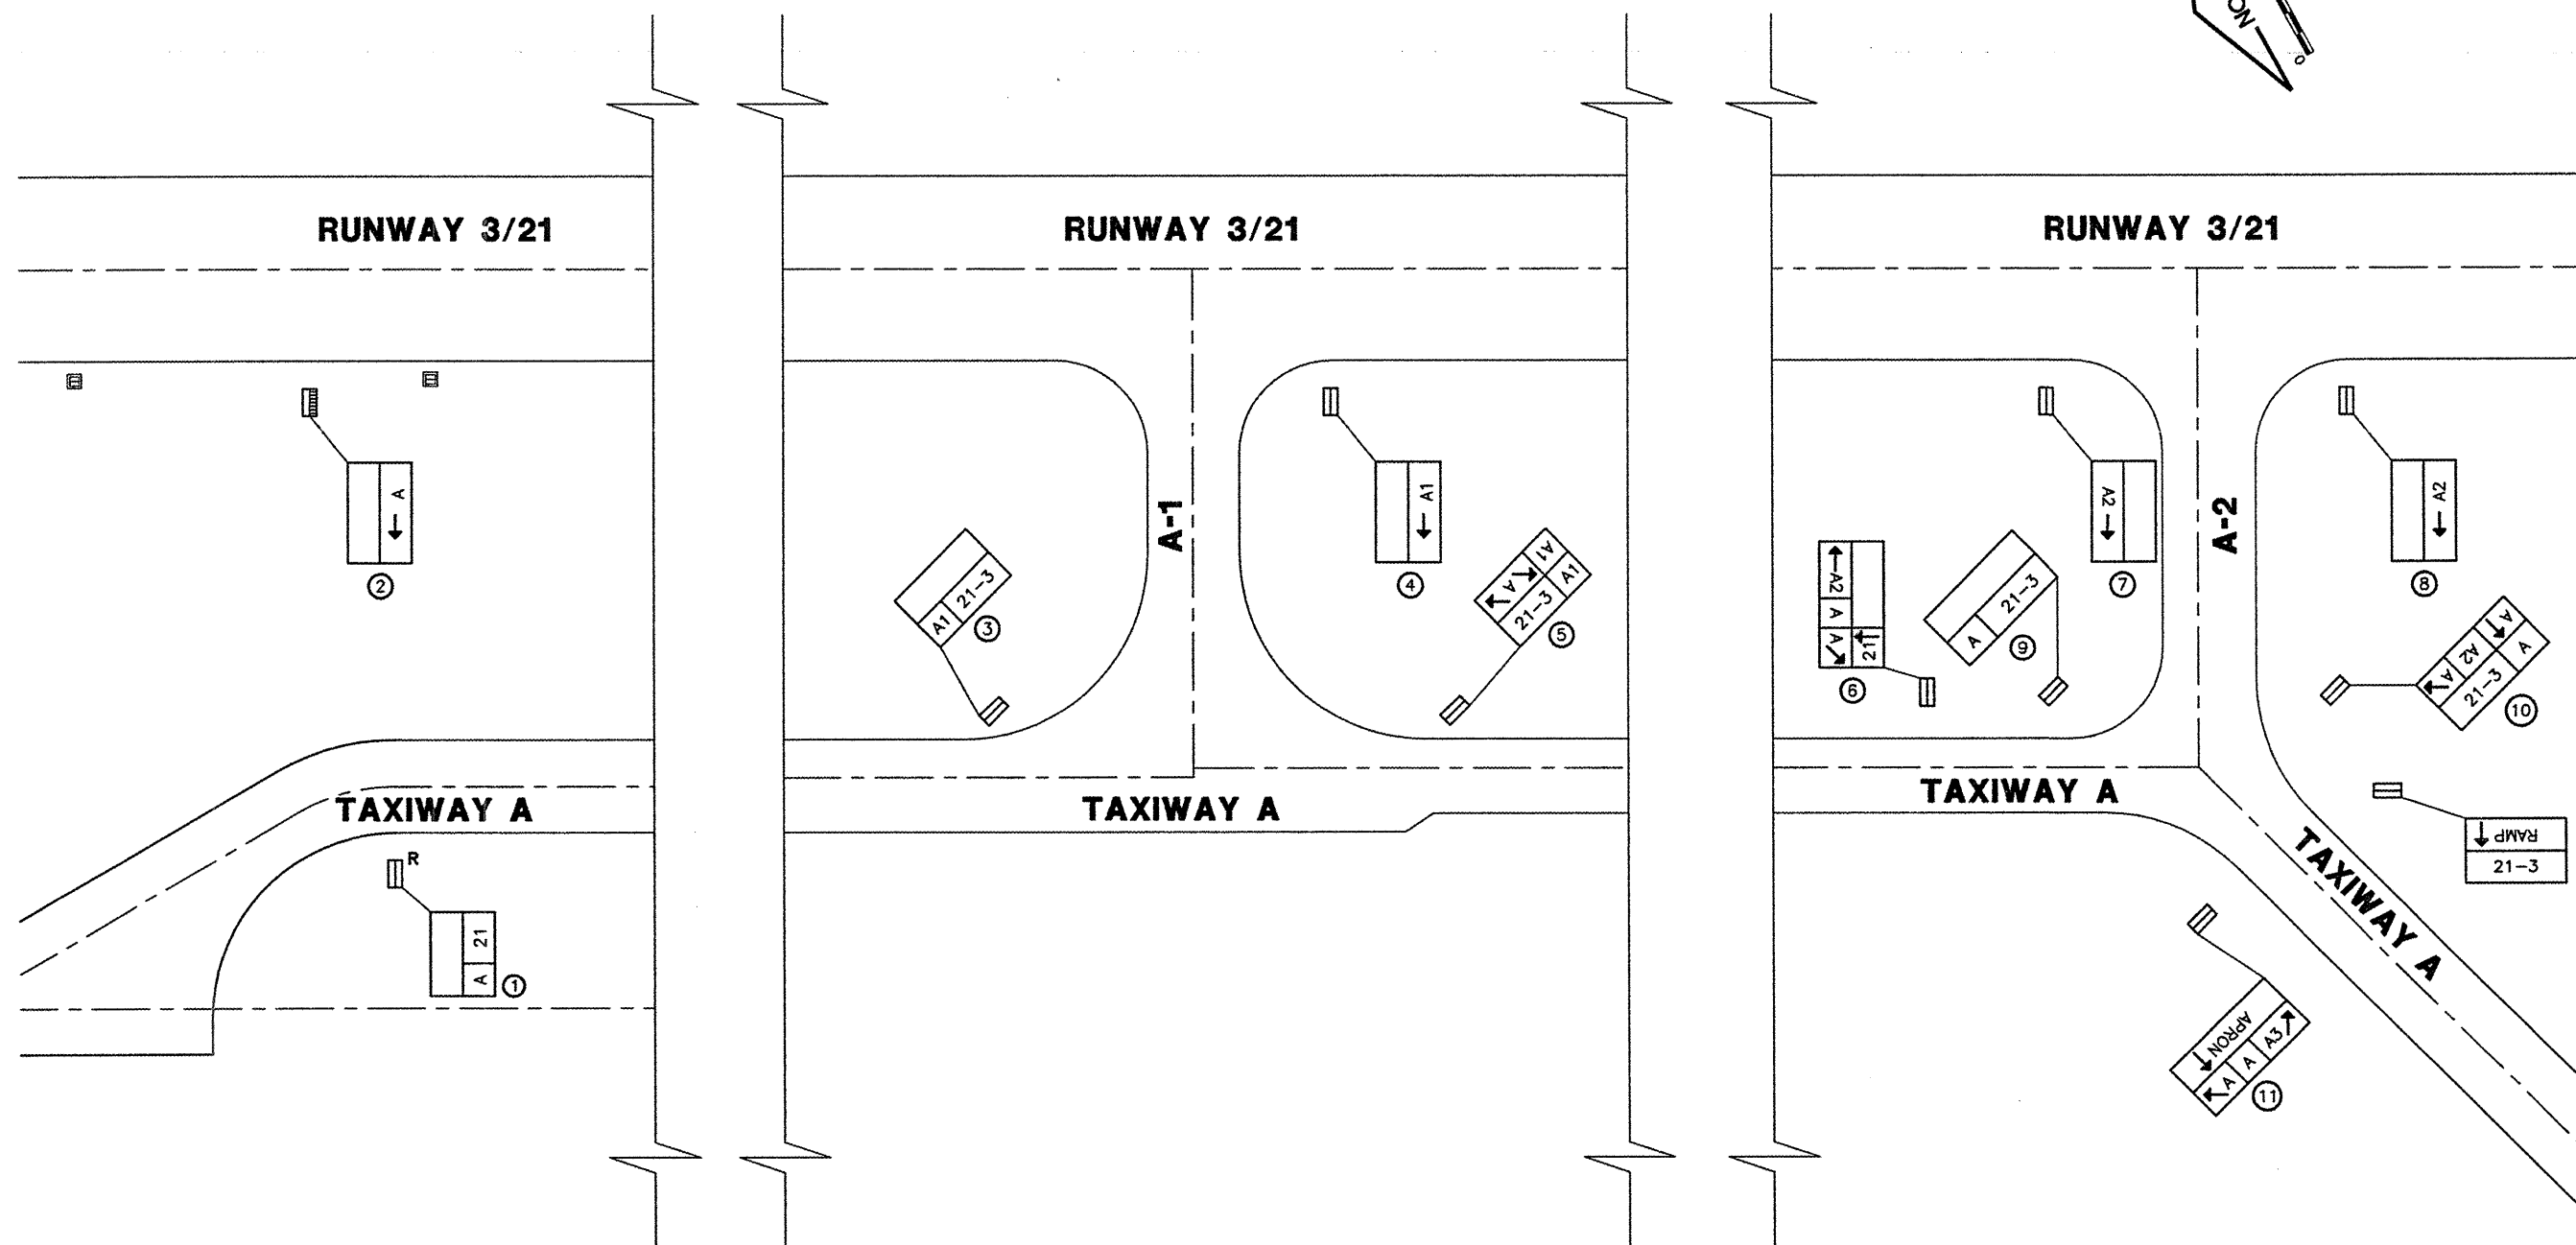 ON
RUNWAY 3/21
RUNWAY 3/21
RUNWAY 3/21
A
2
A-1
A1 21-3
3
A1
4
A A1
21-3 A1
5
A2 A A
21
6
A 21-3
9
A2
7
A-2
A2
8
A A2 A
21-3 A
10
TAXIWAY A
TAXIWAY A
TAXIWAY A
TAXIWAY A
R
A 21
1
RAMP
21-3
APRON
A A A3
11